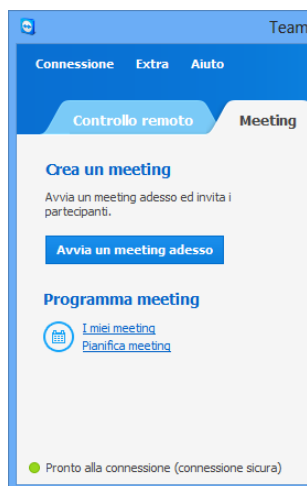 Team
Connessione Extra Aiuto
Controllo remoto Meeting
Crea un meeting
Avvia un meeting adesso ed invita i
partecipanti.
Avvia un meeting adesso
Programma meeting
I miei meeting
Pianifica meeting
Pronto alla connessione (connessione sicura)